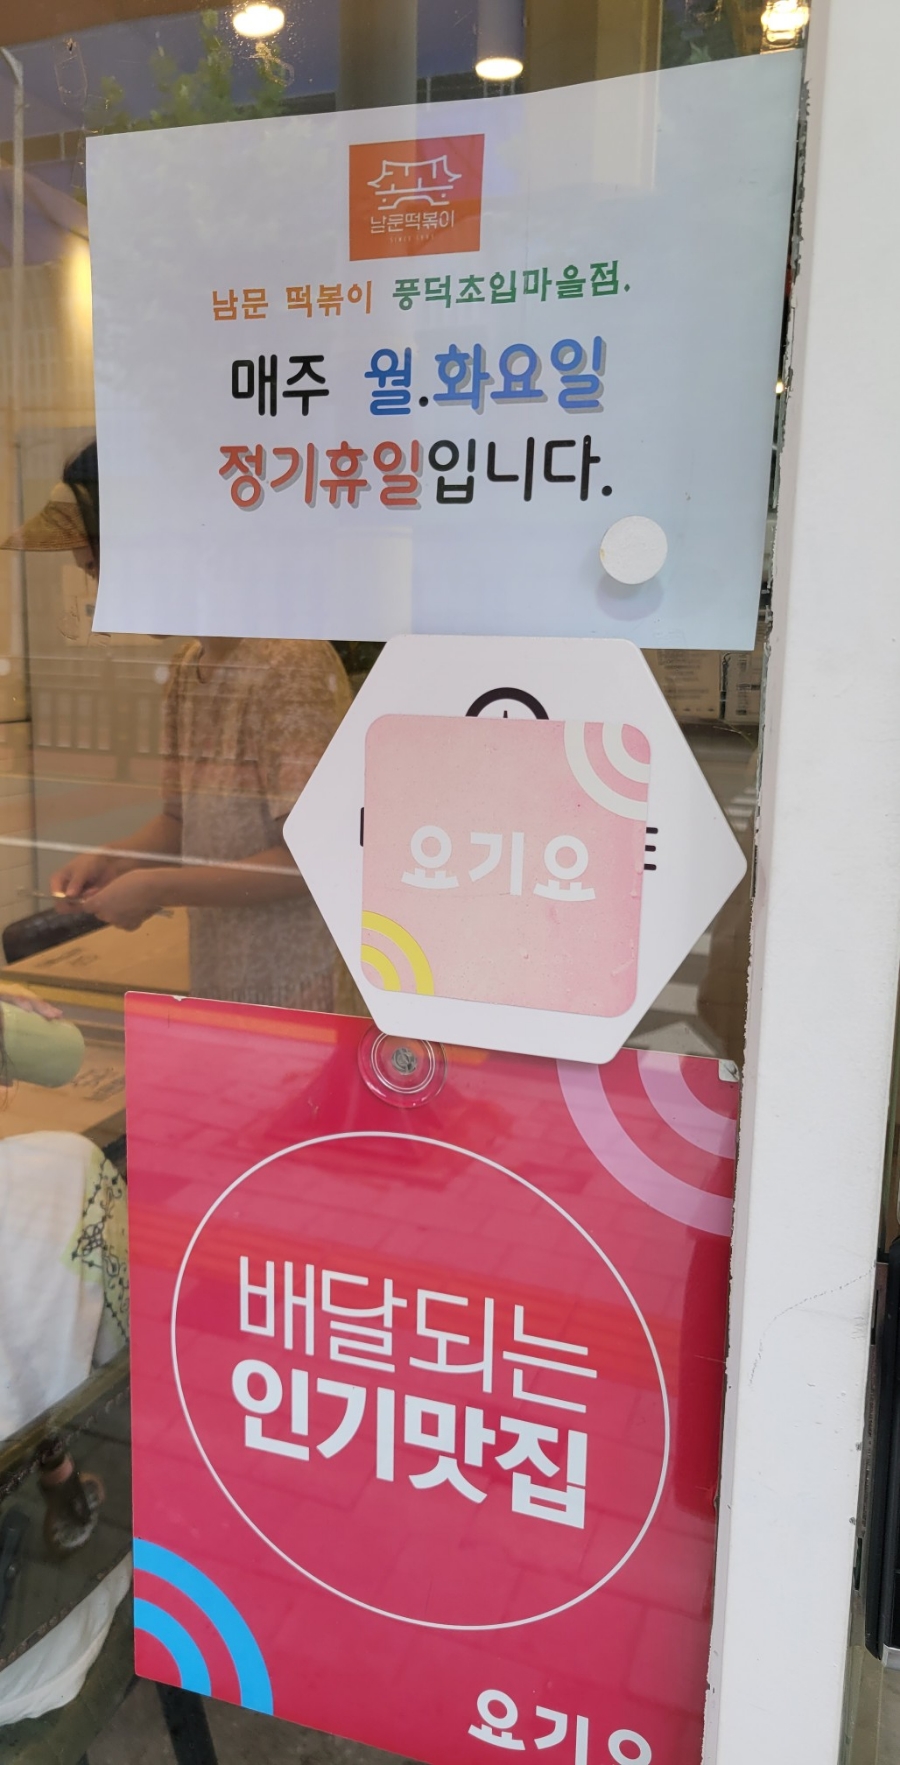 남문떡볶이
남문 떡볶이 풍덕초입마을점.
매주 월.화요일
정기휴일입니다.
요기요
배달되는
인기맛집
요기요